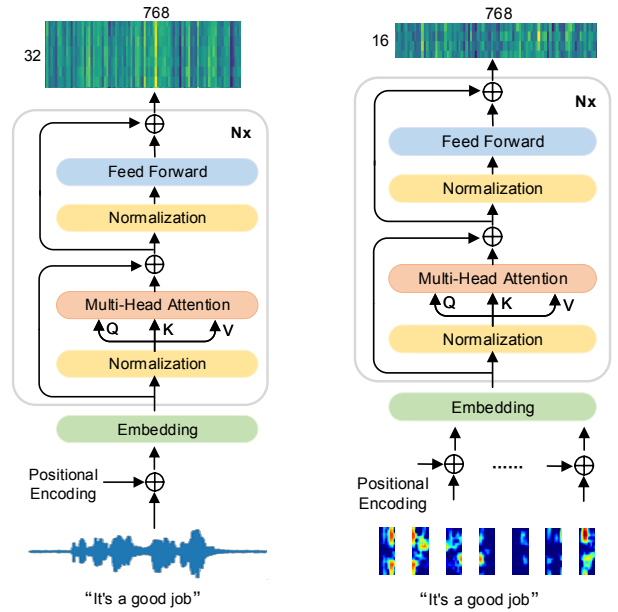 768
32
Nx
Feed Forward
Normalization
Multi-Head Attention
Q K V
Normalization
Embedding
Positional
Encoding
“It's a good job”
768
16
Nx
Feed Forward
Normalization
Multi-Head Attention
Q K V
Normalization
Embedding
......
Positional
Encoding
“It's a good job”